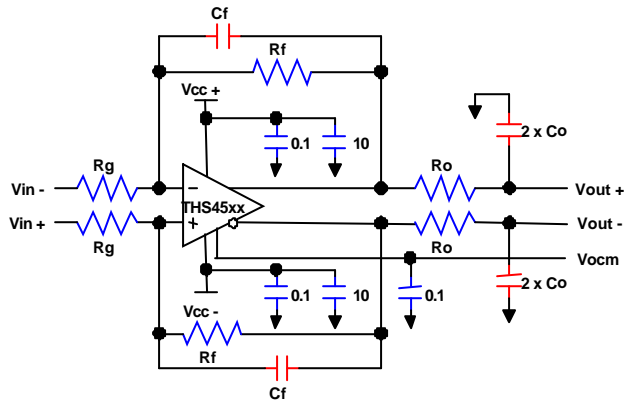 Cf
Rf
Vcc +
0.1
10
2 x Co
Rg
Ro
Vin -
Vout +
THS45xx
Vin +
Vout -
Rg
Ro
Vocm
0.1
10
0.1
2 x Co
Vcc -
Rf
Cf